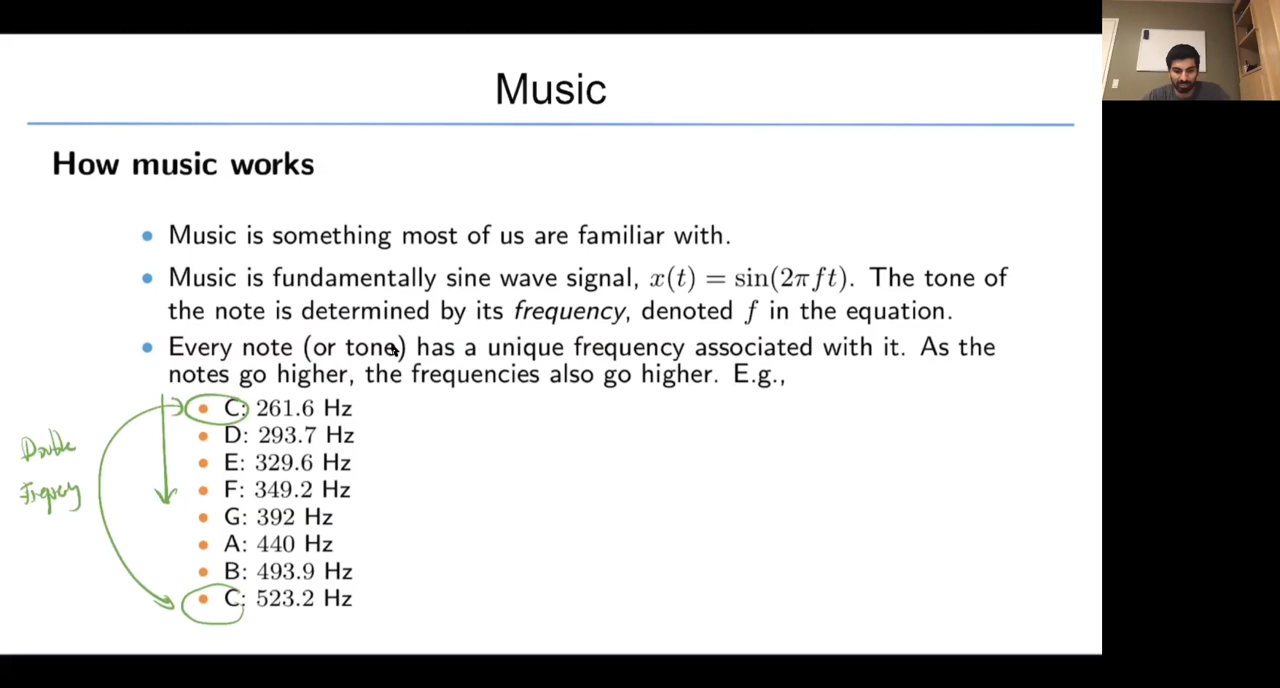 Music
How music works
• Music is something most of us are familiar with.
• Music is fundamentally sine wave signal, x(t) = sin(2πft). The tone of
the note is determined by its frequency, denoted f in the equation.
• Every note (or tone) has a unique frequency associated with it. As the
notes go higher, the frequencies also go higher. E.g.,
• C: 261.6 Hz
• D: 293.7 Hz
• E: 329.6 Hz
• F: 349.2 Hz
• G: 392 Hz
• A: 440 Hz
• B: 493.9 Hz
• C: 523.2 Hz
Double